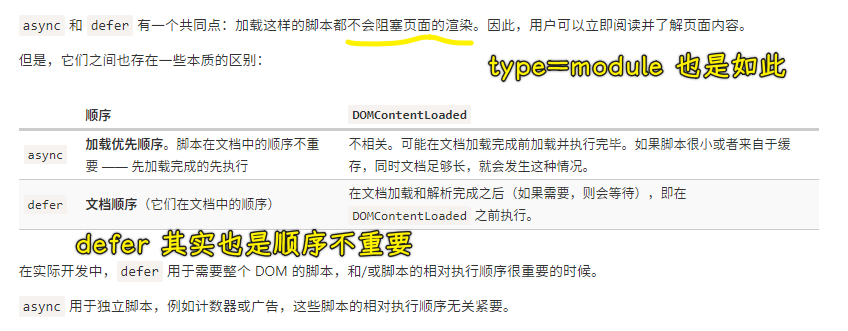 async 和 defer 有一个共同点：加载这样的脚本都不会阻塞页面的渲染。因此，用户可以立即阅读并了解页面内容。
但是，它们之间也存在一些本质的区别：
type=module 也是如此
顺序 DOMContentLoaded
async 加载优先顺序。脚本在文档中的顺序不重要 —— 先加载完成的先执行 不相关。可能在文档加载完成前加载并执行完毕。如果脚本很小或者来自于缓存，同时文档足够长，就会发生这种情况。
defer 文档顺序（它们在文档中的顺序） 在文档加载和解析完成之后（如果需要，则会等待），即在 DOMContentLoaded 之前执行。
defer 其实也是顺序不重要
在实际开发中，defer 用于需要整个 DOM 的脚本，和/或脚本的相对执行顺序很重要的时候。
async 用于独立脚本，例如计数器或广告，这些脚本的相对执行顺序无关紧要。